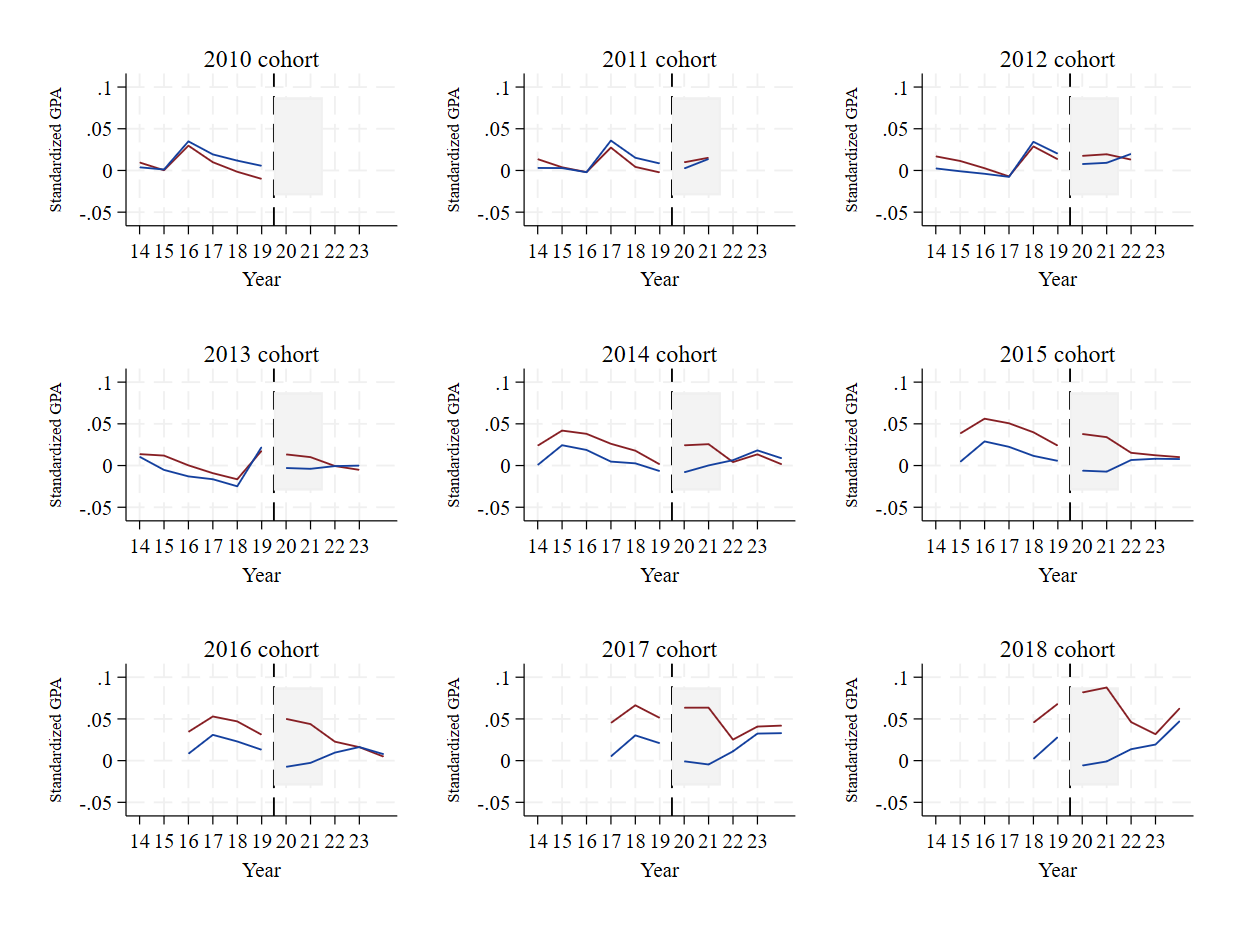 2010 cohort
Standardized GPA
.1
.05
0
-.05
14 15 16 17 18 19 20 21 22 23
Year
2011 cohort
Standardized GPA
.1
.05
0
-.05
14 15 16 17 18 19 20 21 22 23
Year
2012 cohort
Standardized GPA
.1
.05
0
-.05
14 15 16 17 18 19 20 21 22 23
Year
2013 cohort
Standardized GPA
.1
.05
0
-.05
14 15 16 17 18 19 20 21 22 23
Year
2014 cohort
Standardized GPA
.1
.05
0
-.05
14 15 16 17 18 19 20 21 22 23
Year
2015 cohort
Standardized GPA
.1
.05
0
-.05
14 15 16 17 18 19 20 21 22 23
Year
2016 cohort
Standardized GPA
.1
.05
0
-.05
14 15 16 17 18 19 20 21 22 23
Year
2017 cohort
Standardized GPA
.1
.05
0
-.05
14 15 16 17 18 19 20 21 22 23
Year
2018 cohort
Standardized GPA
.1
.05
0
-.05
14 15 16 17 18 19 20 21 22 23
Year